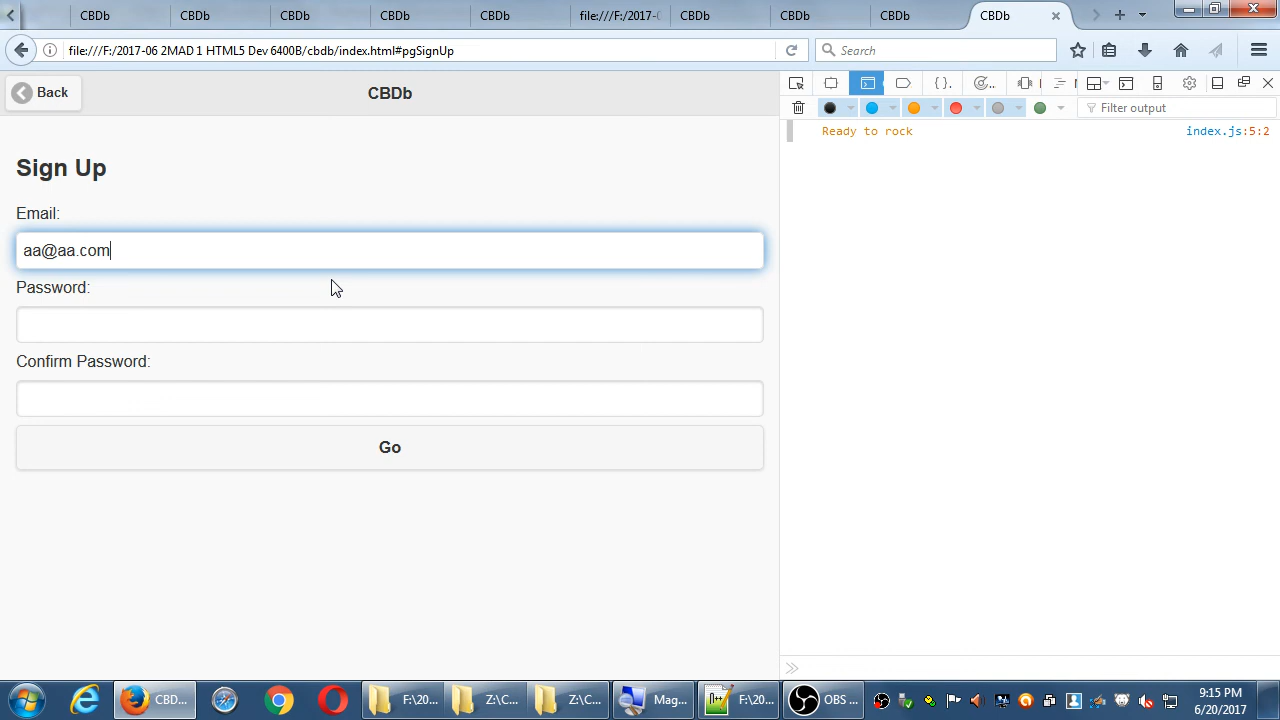 CBDb
CBDb
CBDb
CBDb
CBDb
file:///F:/2017-
CBDb
CBDb
CBDb
CBDb
file:///F:/2017-06 2MAD 1 HTML5 Dev 6400B/cbdb/index.html#pgSignUp
Search
Back
CBDb
Filter output
Ready to rock
index.js:5:2
Sign Up
Email:
aa@aa.com
Password:
Confirm Password:
Go
CBD...
F:\20...
Z:\C...
Z:\C...
Mag...
F:\20...
OBS ...
9:15 PM
6/20/2017